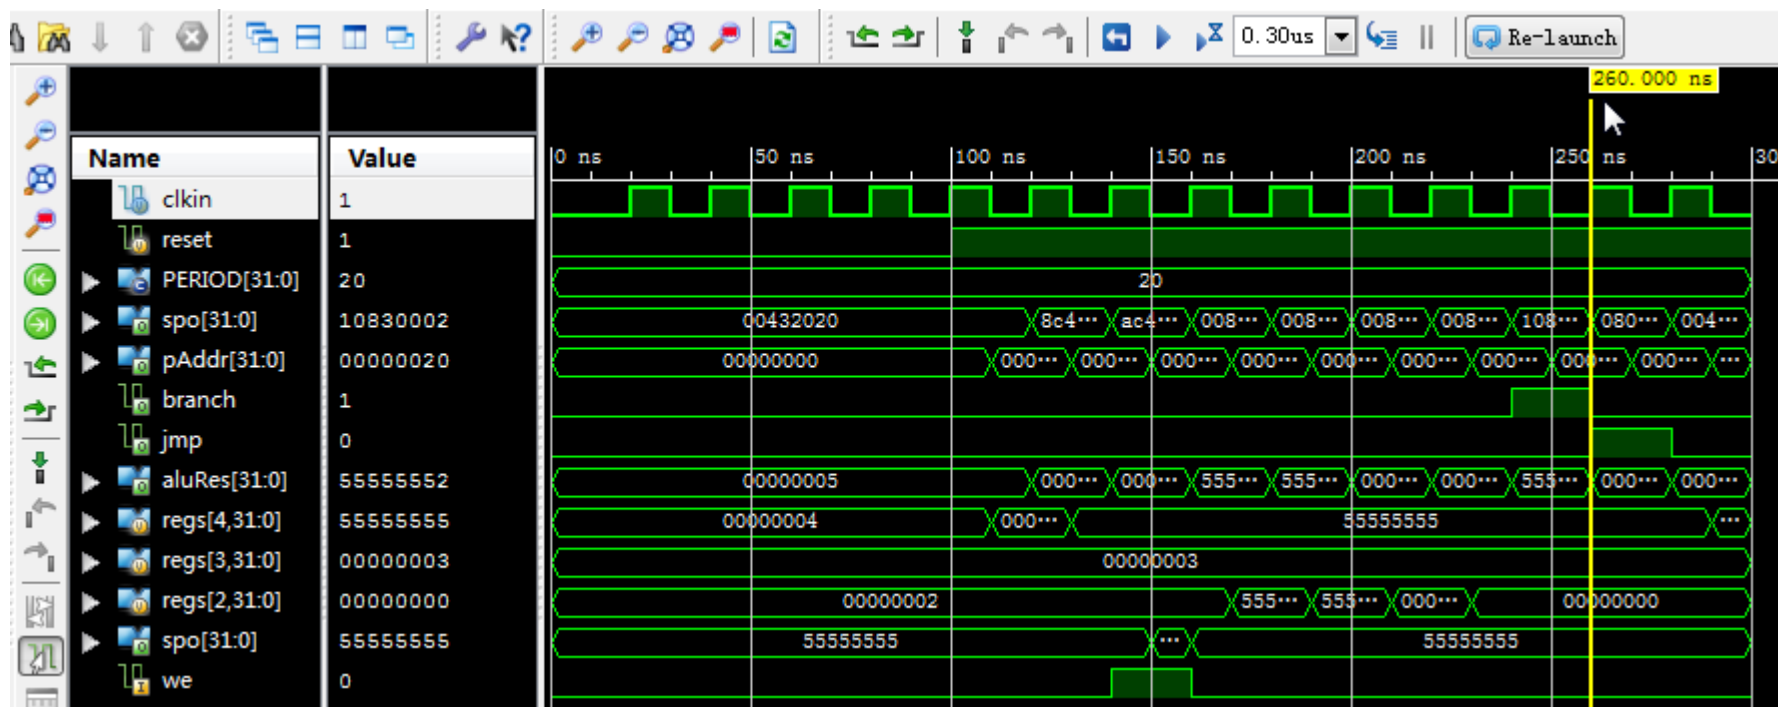 0.30us Re-launch
260.000 ns
Name Value 0 ns 50 ns 100 ns 150 ns 200 ns 250 ns 30
clkin 1
reset 1
PERIOD[31:0] 20 20
spo[31:0] 10830002 00432020 8c4··· ac4··· 008··· 008··· 008··· 008··· 108··· 080··· 004···
pAddr[31:0] 00000020 00000000 000··· 000··· 000··· 000··· 000··· 000··· 000··· 000··· 000··· ···
branch 1
jmp 0
aluRes[31:0] 55555552 00000005 000··· 000··· 555··· 555··· 000··· 000··· 555··· 000··· 000···
regs[4,31:0] 55555555 00000004 000··· 55555555 ···
regs[3,31:0] 00000003 00000003
regs[2,31:0] 00000000 00000002 555··· 555··· 000··· 00000000
spo[31:0] 55555555 55555555 ··· 55555555
we 0